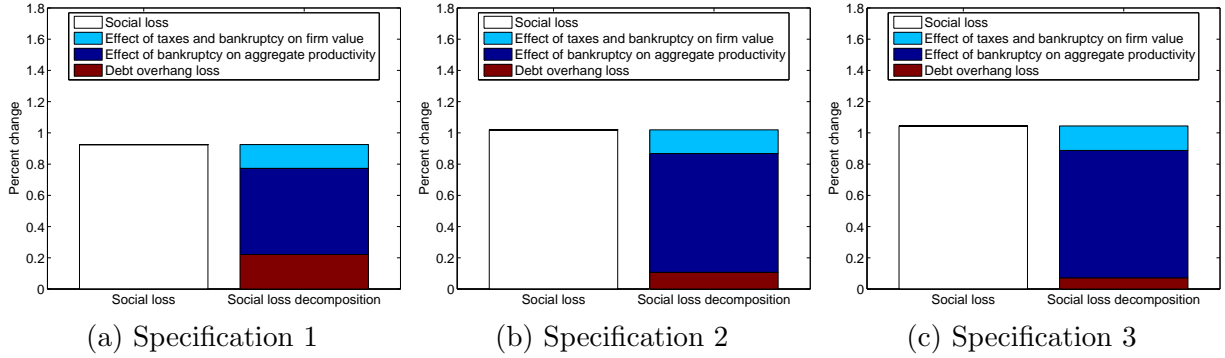 1.8
1.6
1.4
1.2
1
0.8
0.6
0.4
0.2
0
Percent change
Social loss
Effect of taxes and bankruptcy on firm value
Effect of bankruptcy on aggregate productivity
Debt overhang loss
Social loss
Social loss decomposition
(a) Specification 1
1.8
1.6
1.4
1.2
1
0.8
0.6
0.4
0.2
0
Percent change
Social loss
Effect of taxes and bankruptcy on firm value
Effect of bankruptcy on aggregate productivity
Debt overhang loss
Social loss
Social loss decomposition
(b) Specification 2
1.8
1.6
1.4
1.2
1
0.8
0.6
0.4
0.2
0
Percent change
Social loss
Effect of taxes and bankruptcy on firm value
Effect of bankruptcy on aggregate productivity
Debt overhang loss
Social loss
Social loss decomposition
(c) Specification 3